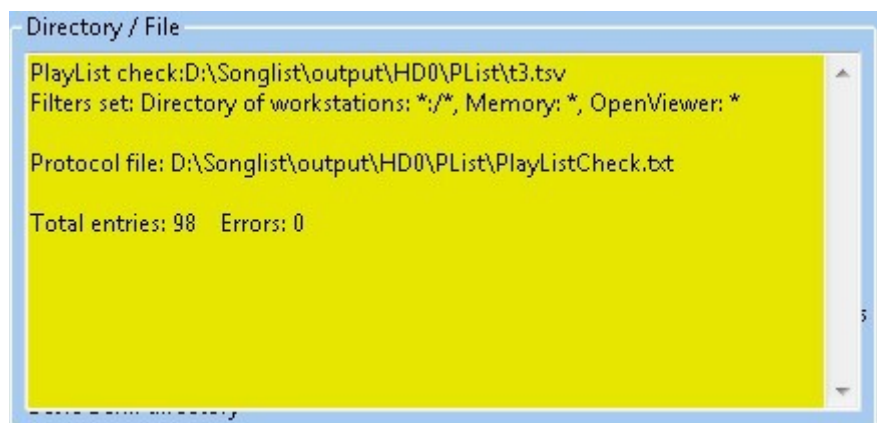 Directory / File
PlayList check:D:\Songlist\output\HD0\PList\t3.tsv
Filters set: Directory of workstations: *:/*, Memory: *, OpenViewer: *
Protocol file: D:\Songlist\output\HD0\PList\PlayListCheck.txt
Total entries: 98 Errors: 0